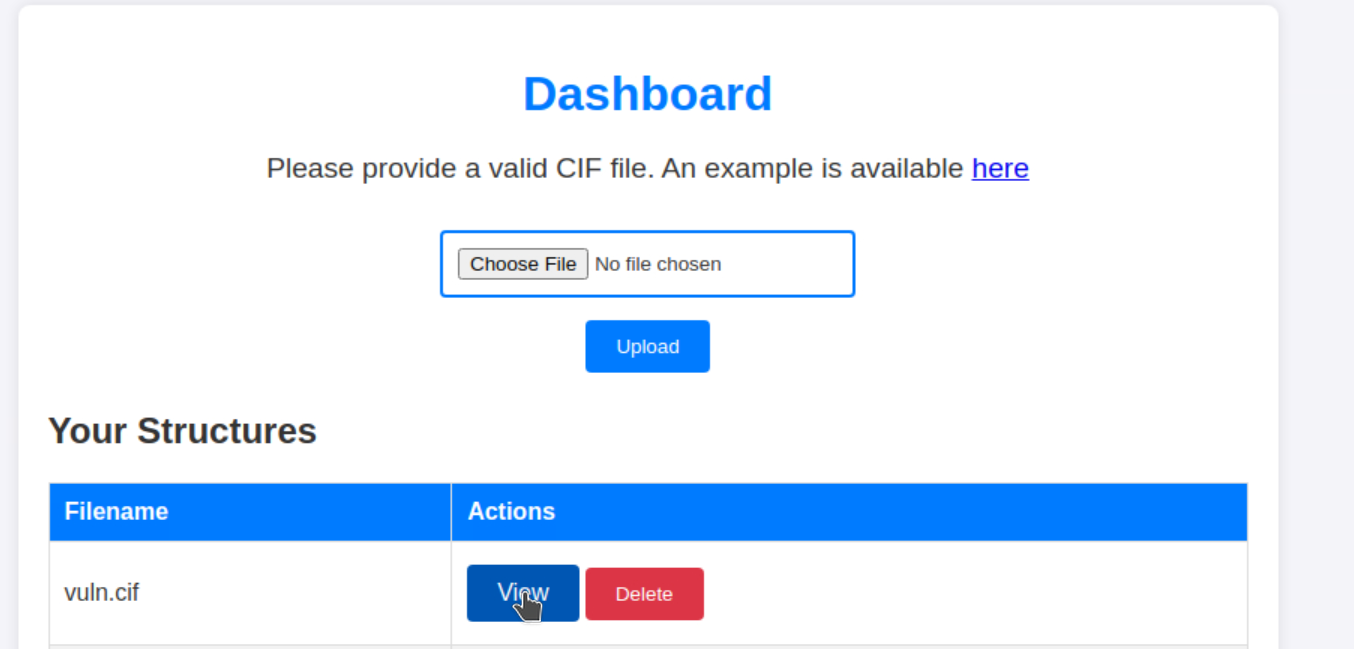 Dashboard
Please provide a valid CIF file. An example is available here
Choose File No file chosen
Upload
Your Structures
Filename Actions
vuln.cif View Delete